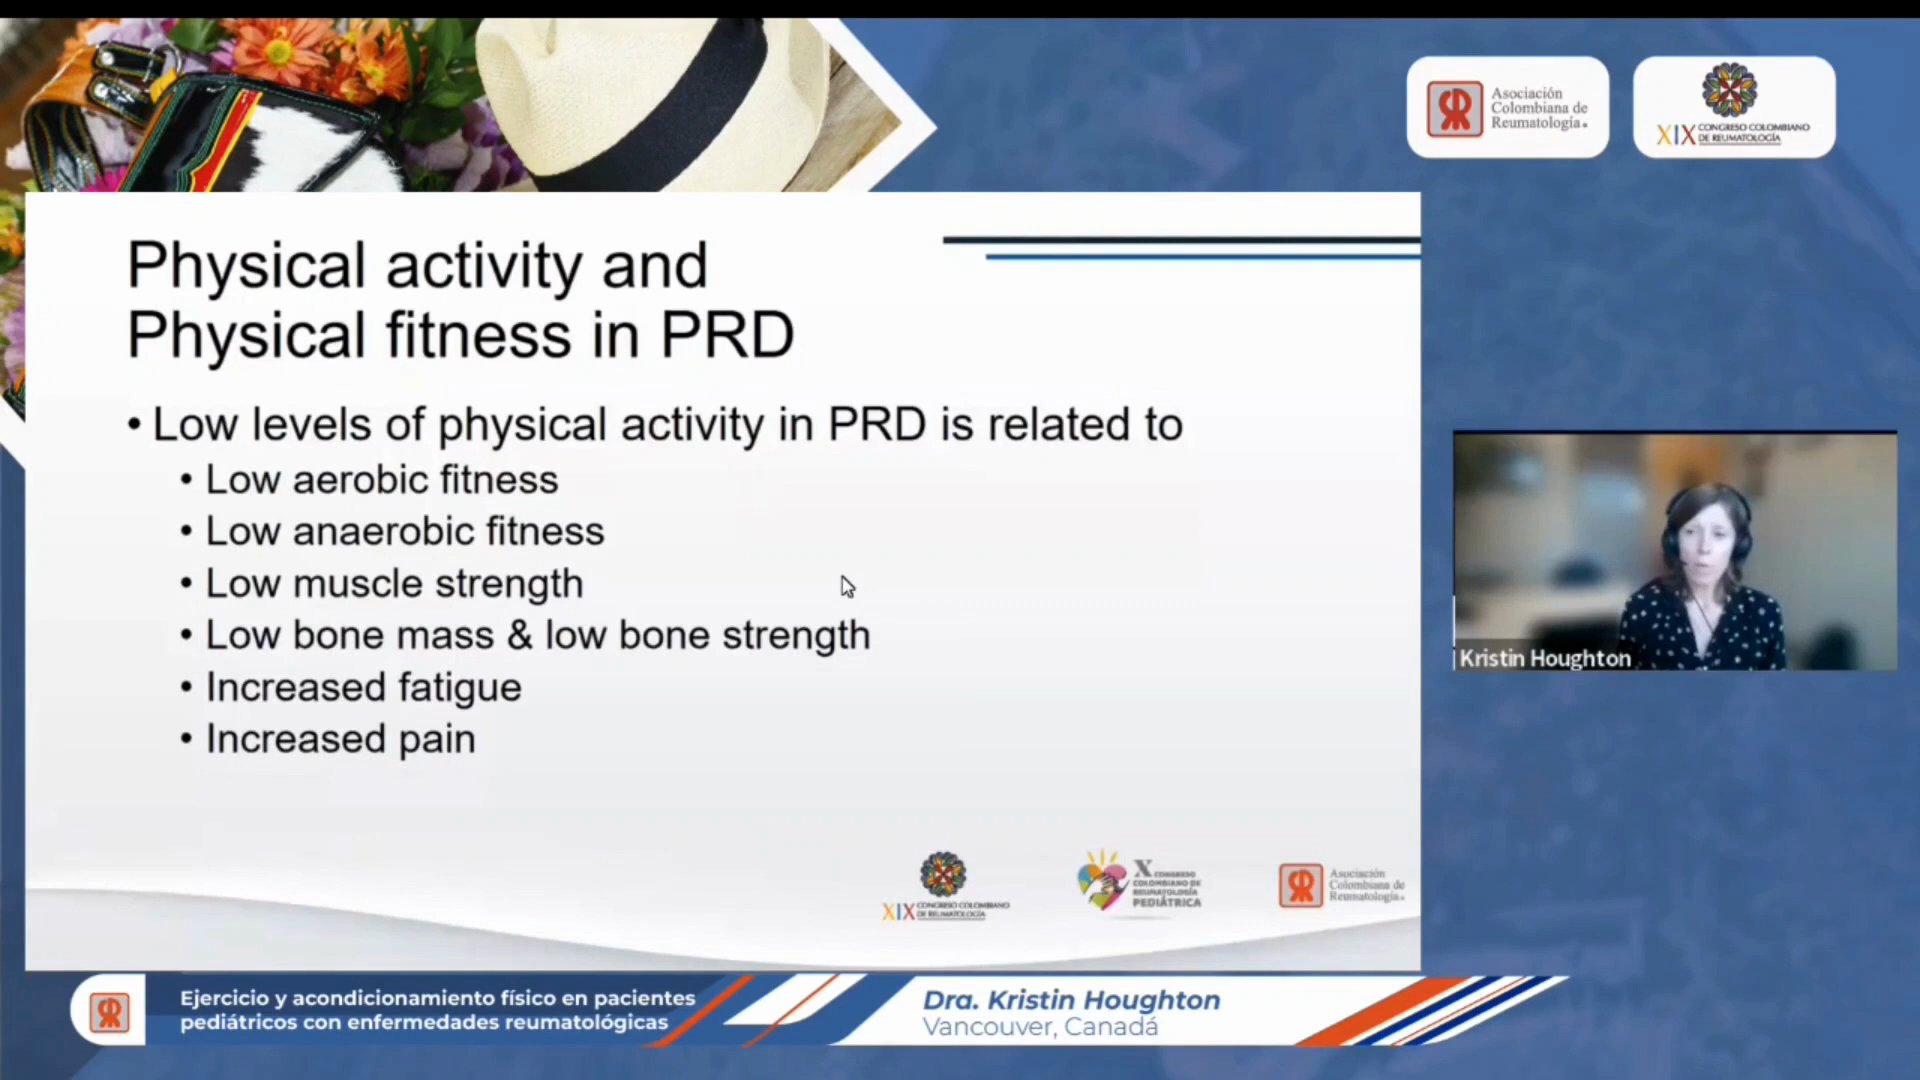 Asociación
Colombiana de
Reumatología.
XIX CONGRESO COLOMBIANO
DE REUMATOLOGÍA
Physical activity and
Physical fitness in PRD
• Low levels of physical activity in PRD is related to
• Low aerobic fitness
• Low anaerobic fitness
• Low muscle strength
• Low bone mass & low bone strength
• Increased fatigue
• Increased pain
Kristin Houghton
XIX CONGRESO COLOMBIANO
DE REUMATOLOGÍA
X CONGRESO
COLOMBIANO DE
REUMATOLOGÍA
PEDIÁTRICA
Asociación
Colombiana de
Reumatología.
Ejercicio y acondicionamiento físico en pacientes
pediátricos con enfermedades reumatológicas
Dra. Kristin Houghton
Vancouver, Canadá